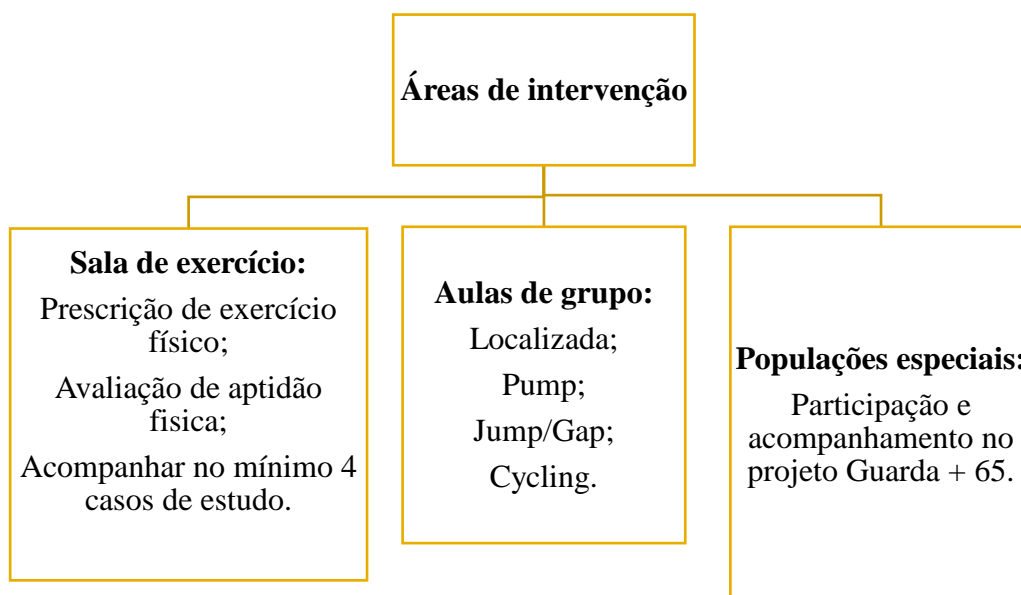 Áreas de intervenção
Sala de exercício:
Prescrição de exercício
físico;
Avaliação de aptidão
fisica;
Acompanhar no mínimo 4
casos de estudo.
Aulas de grupo:
Localizada;
Pump;
Jump/Gap;
Cycling.
Populações especiais:
Participação e
acompanhamento no
projeto Guarda + 65.